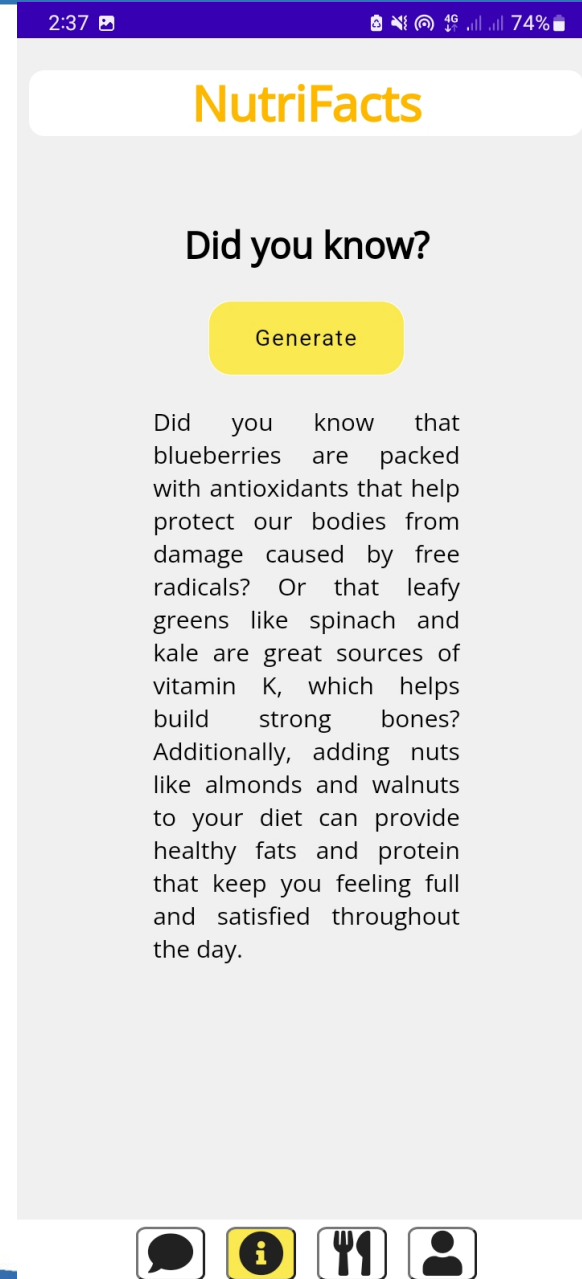 2:37 4G 74%
NutriFacts
Did you know?
Generate
Did you know that
blueberries are packed
with antioxidants that help
protect our bodies from
damage caused by free
radicals? Or that leafy
greens like spinach and
kale are great sources of
vitamin K, which helps
build strong bones?
Additionally, adding nuts
like almonds and walnuts
to your diet can provide
healthy fats and protein
that keep you feeling full
and satisfied throughout
the day.